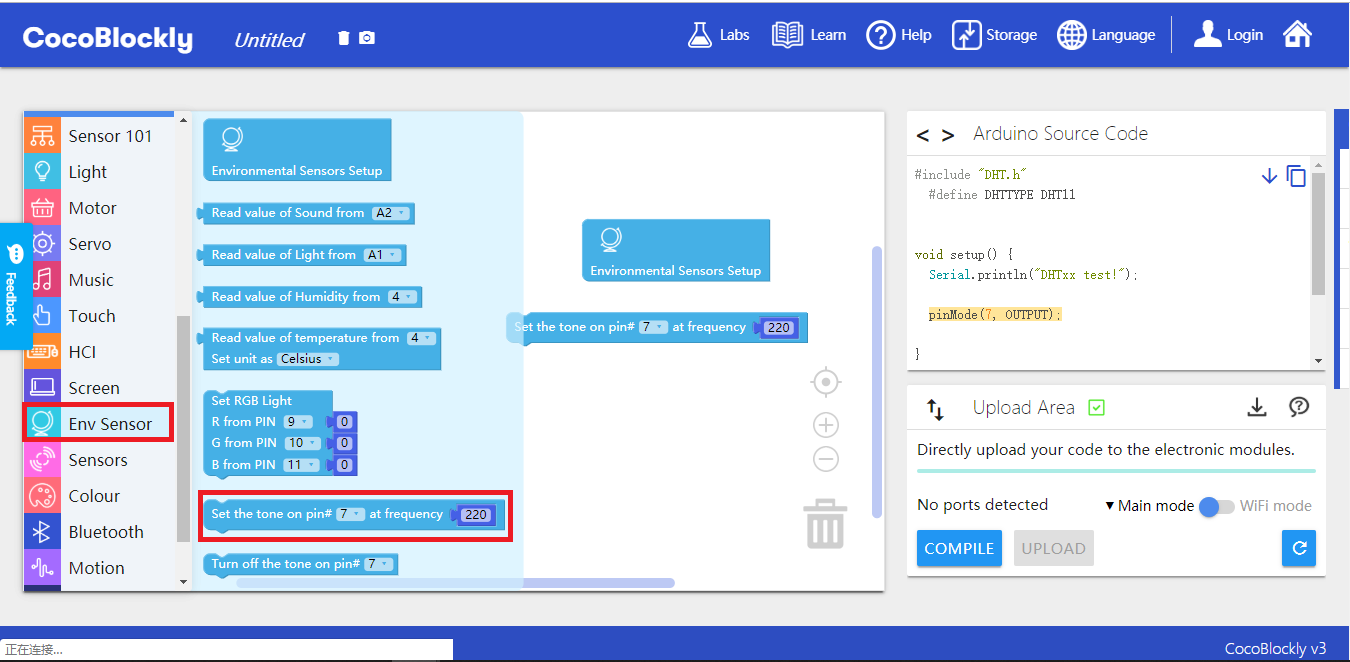 CocoBlockly
Untitled
Labs
Learn
Help
Storage
Language
Login
Sensor 101
Light
Motor
Servo
Music
Touch
HCI
Screen
Env Sensor
Sensors
Colour
Bluetooth
Motion
Feedback
Environmental Sensors Setup
Read value of Sound from A2
Read value of Light from A1
Read value of Humidity from 4
Read value of temperature from 4
Set unit as Celsius
Set RGB Light
R from PIN 9 0
G from PIN 10 0
B from PIN 11 0
Set the tone on pin# 7 at frequency 220
Turn off the tone on pin# 7
Environmental Sensors Setup
Set the tone on pin# 7 at frequency 220
< > Arduino Source Code
#include "DHT.h"
#define DHTTYPE DHT11
void setup() {
Serial.println("DHTxx test!");
pinMode(7, OUTPUT);
}
Upload Area
Directly upload your code to the electronic modules.
No ports detected
Main mode
WiFi mode
COMPILE
UPLOAD
正在连接...
CocoBlockly v3